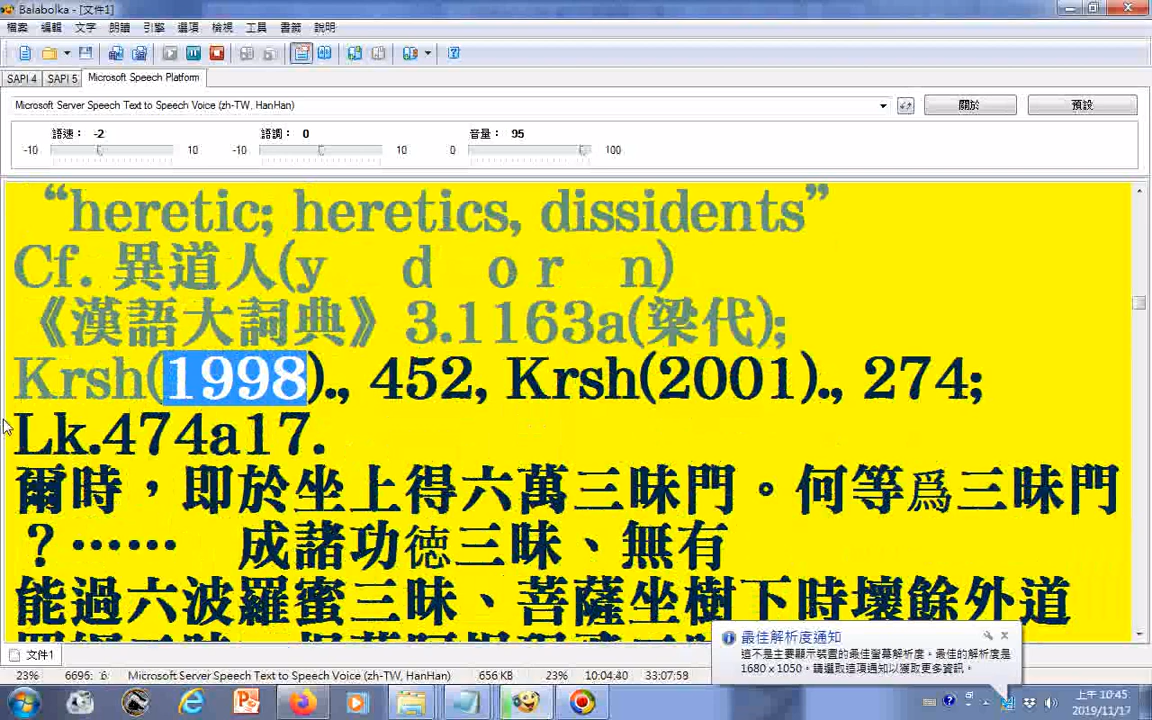 Balabolka - [文件1]
檔案 編輯 文字 朗讀 引擎 選項 檢視 工具 書籤 說明
SAPI 4 SAPI 5 Microsoft Speech Platform
Microsoft Server Speech Text to Speech Voice (zh-TW, HanHan) 關於 預設
語速： -2 語調： 0 音量： 95
-10 10 -10 10 0 100
“heretic; heretics, dissidents”
Cf. 異道人(y d o r n)
《漢語大詞典》 3.1163a(梁代);
Krsh(1998)., 452, Krsh(2001)., 274;
Lk.474a17.
爾時，即於坐上得六萬三昧門。何等爲三昧門
？…… 成諸功徳三昧、無有
能過六波羅蜜三昧、菩薩坐樹下時壞餘外道
最佳解析度通知
這不是主要顯示裝置的最佳螢幕解析度。最佳的解析度是
1680 x 1050。請選取這項通知以獲取更多資訊。
文件1
23% Microsoft Server Speech Text to Speech Voice (zh-TW, HanHan) 656 KB 23% 10:04:40 33:07:59
上午 10:45
2019/11/17